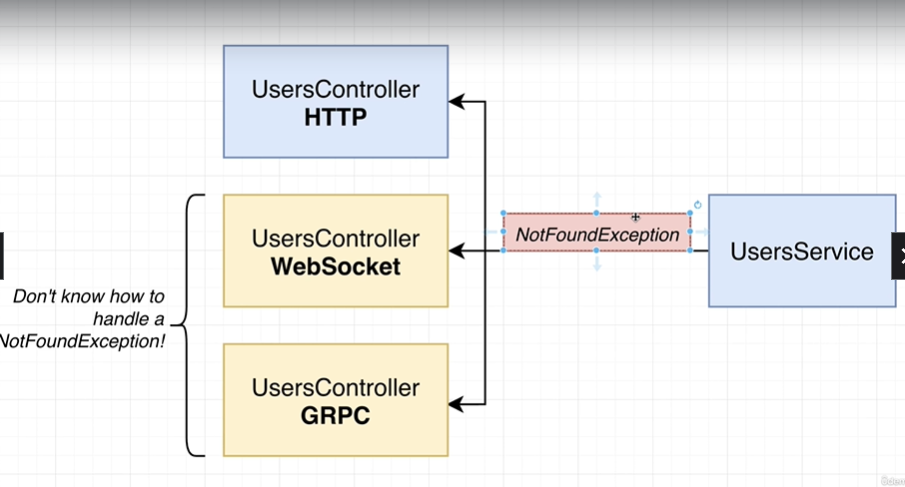 UsersController
HTTP
UsersController
WebSocket
NotFoundException
UsersService
Don't know how to
handle a
NotFoundException!
UsersController
GRPC